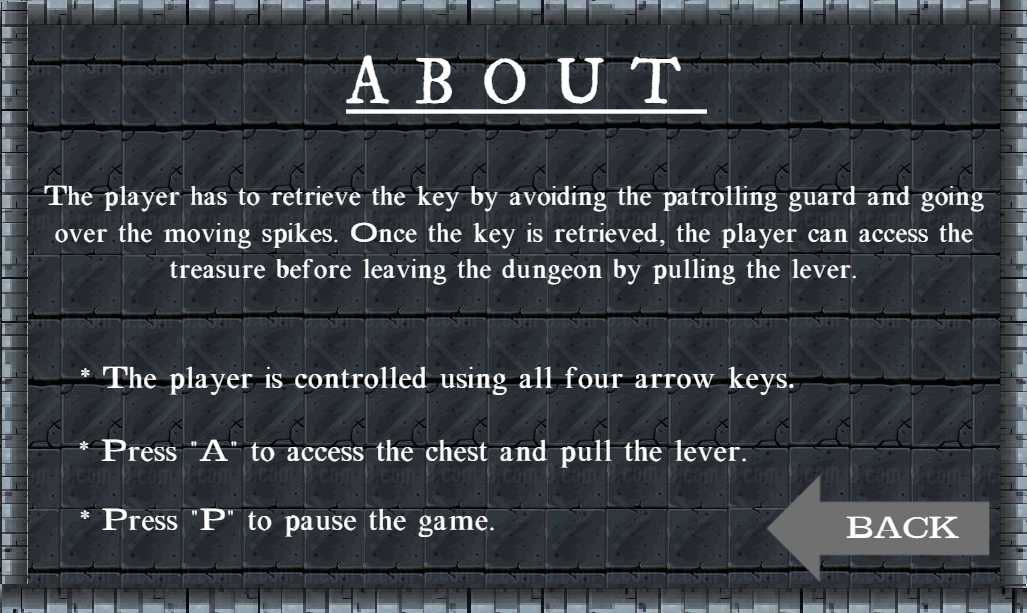 ABOUT
The player has to retrieve the key by avoiding the patrolling guard and going
over the moving spikes. Once the key is retrieved, the player can access the
treasure before leaving the dungeon by pulling the lever.
* The player is controlled using all four arrow keys.
* Press "A" to access the chest and pull the lever.
* Press "P" to pause the game.
BACK